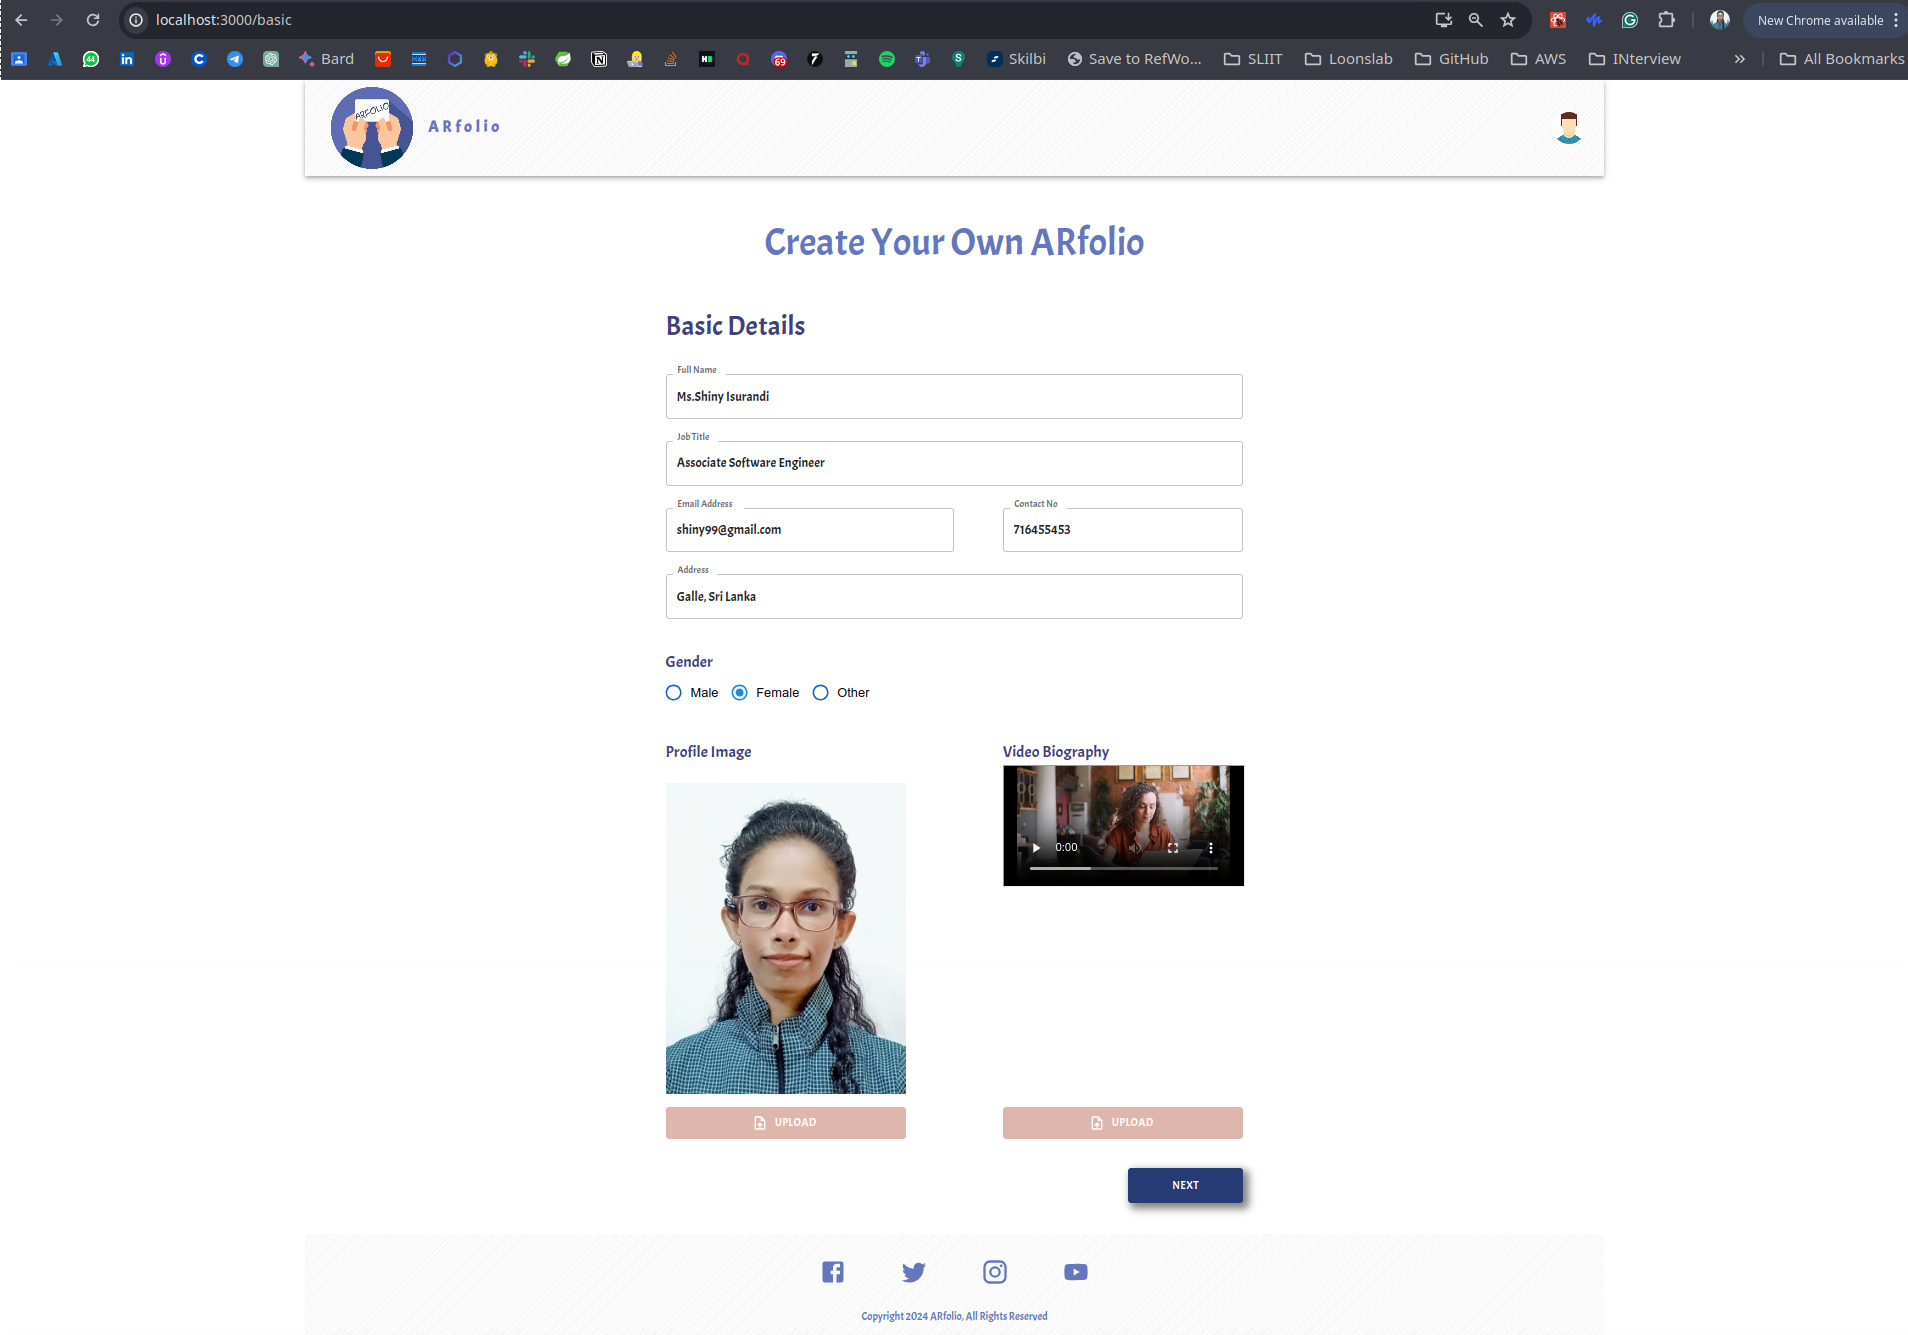 localhost:3000/basic
New Chrome available
44
Bard
69
Skilbi
Save to RefWo...
SLIIT
Loonslab
GitHub
AWS
INterview
»
All Bookmarks
ARFOLIO
ARfolio
Create Your Own ARfolio
Basic Details
Full Name
Ms.Shiny Isurandi
Job Title
Associate Software Engineer
Email Address
Contact No
shiny99@gmail.com
716455453
Address
Galle, Sri Lanka
Gender
Male
Female
Other
Profile Image
Video Biography
0:00
UPLOAD
UPLOAD
NEXT
Copyright 2024 ARfolio, All Rights Reserved